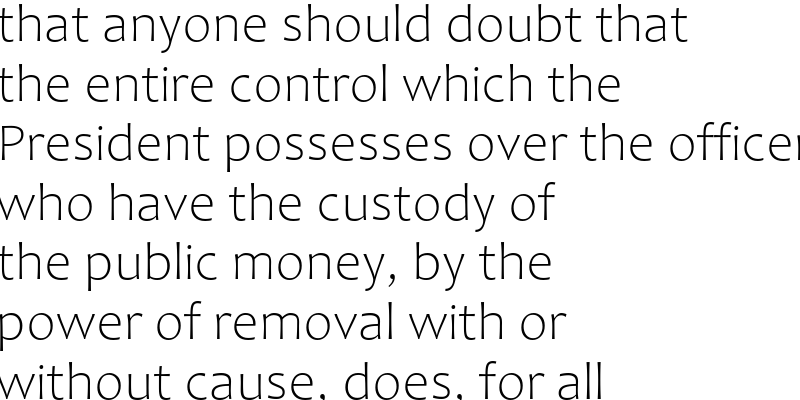 that anyone should doubt that
the entire control which the
President possesses over the officer
who have the custody of
the public money, by the
power of removal with or
without cause, does, for all